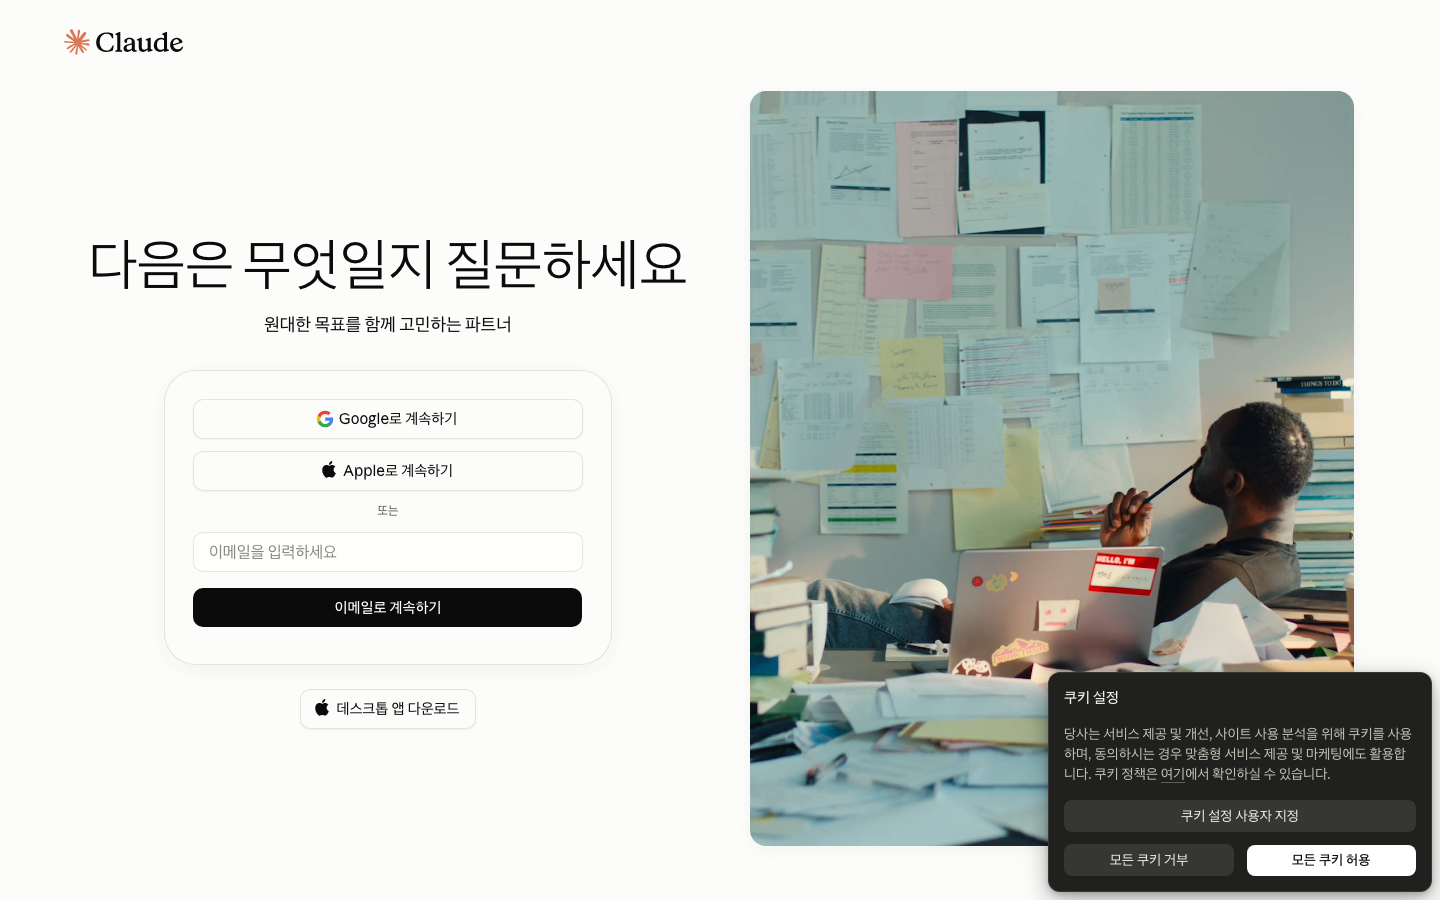 Claude
다음은 무엇일지 질문하세요
원대한 목표를 함께 고민하는 파트너
Google로 계속하기
Apple로 계속하기
또는
이메일을 입력하세요
이메일로 계속하기
데스크톱 앱 다운로드
THINGS TO DO
HELLO, I'M
쿠키 설정
당사는 서비스 제공 및 개선, 사이트 사용 분석을 위해 쿠키를 사용
하며, 동의하시는 경우 맞춤형 서비스 제공 및 마케팅에도 활용합
니다. 쿠키 정책은 여기에서 확인하실 수 있습니다.
쿠키 설정 사용자 지정
모든 쿠키 거부
모든 쿠키 허용